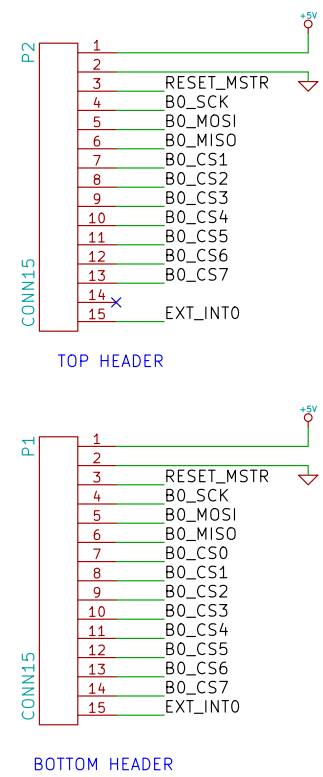 +5V
P2
CONN15
1
2
3 RESET_MSTR
4 B0_SCK
5 B0_MOSI
6 B0_MISO
7 B0_CS1
8 B0_CS2
9 B0_CS3
10 B0_CS4
11 B0_CS5
12 B0_CS6
13 B0_CS7
14
15 EXT_INT0
TOP HEADER
+5V
P1
CONN15
1
2
3 RESET_MSTR
4 B0_SCK
5 B0_MOSI
6 B0_MISO
7 B0_CS0
8 B0_CS1
9 B0_CS2
10 B0_CS3
11 B0_CS4
12 B0_CS5
13 B0_CS6
14 B0_CS7
15 EXT_INT0
BOTTOM HEADER